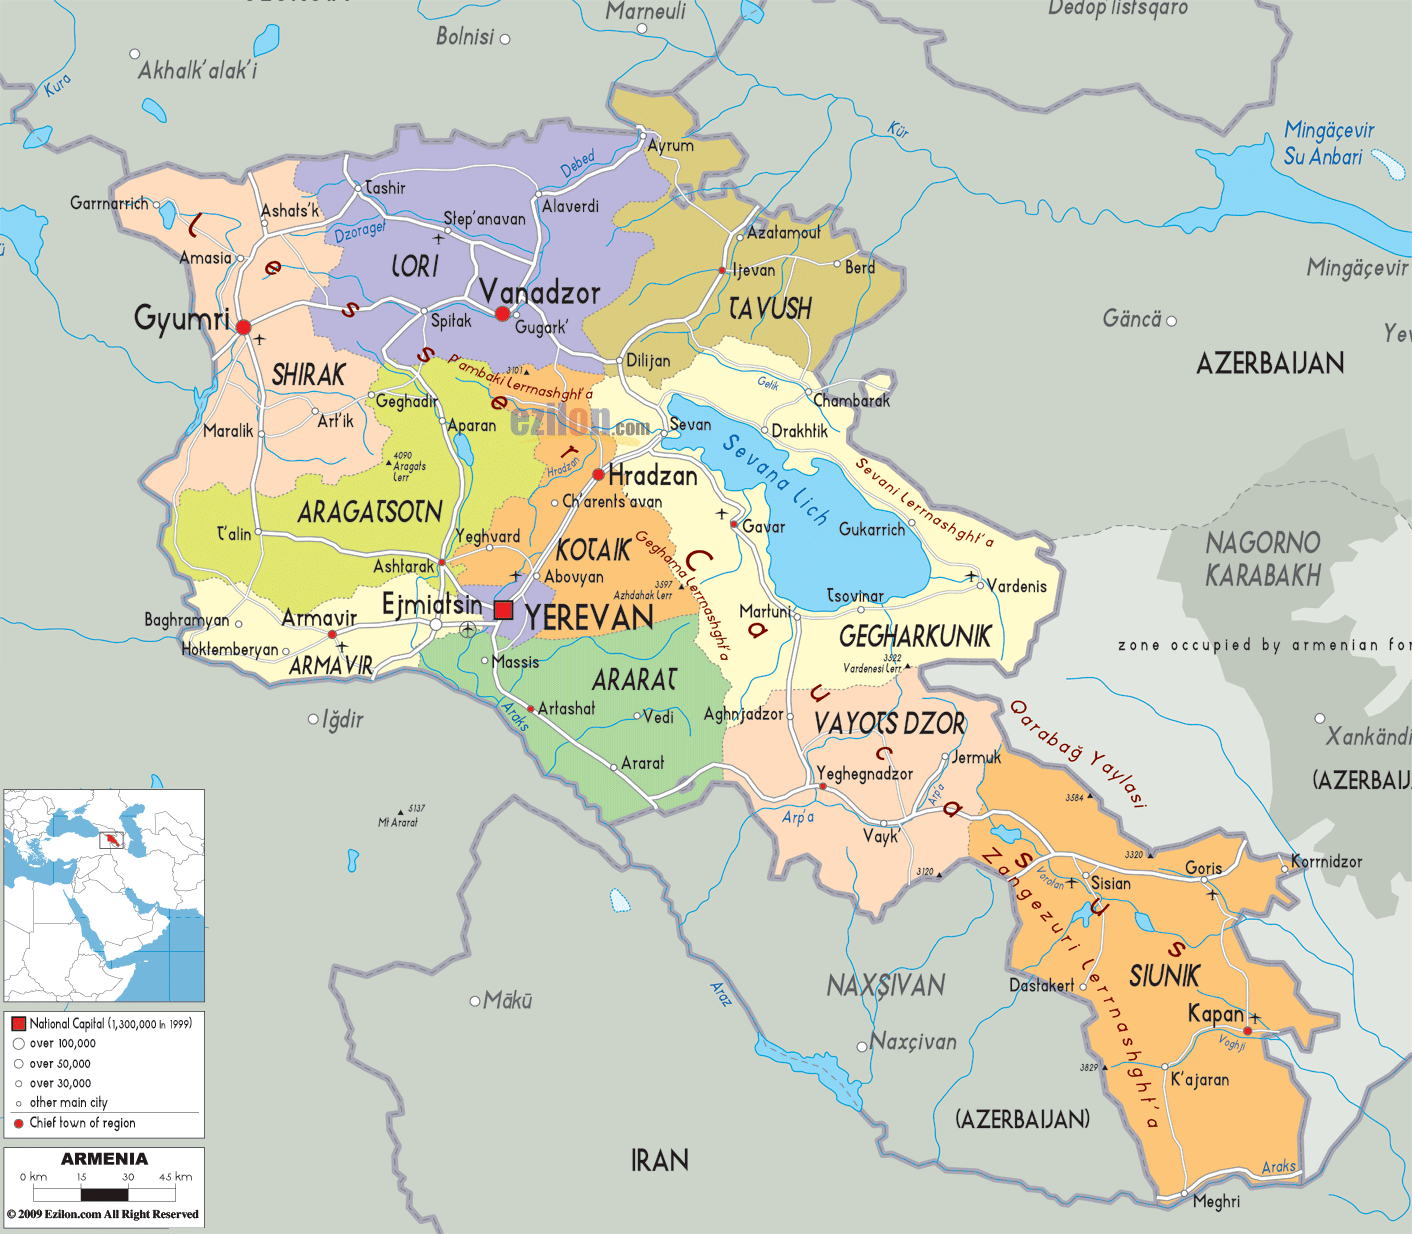 Marneuli
Dedop'listsqaro
Bolnisi
Akhalk'alak'i
Kura
Kür
Mingäçevir
Su Anbari
Ayrum
Debed
Tashir
Garrnarrich
Ashats'k
Alaverdi
Step'anavan
L
Dzoraget
Azatamout
Amasia
e
LORI
Ijevan
Berd
Mingäçevir
Vanadzor
TAVUSH
s
Gyumri
Spitak
Gugark'
Gäncä
Yev
s
P'ambaki Lerrnashght'a
Dilijan
AZERBAIJAN
SHIRAK
3101
Getik
Geghadir
e
Chambarak
ezilon.com
Art'ik
Aparan
Sevan
Drakhtik
Maralik
r
Sevana Lich
4090
Aragats
Lerr
Hradzan
Hradzan
Sevani Lerrnashght'a
Ch'arents'avan
ARAGATSOTN
Gavar
Gukarrich
T'alin
Yeghvard
KOTAIK
Geghama Lerrnashght'a
C
NAGORNO
KARABAKH
Ashtarak
Abovyan
3597
Azhdahak Lerr
Vardenis
Tsovinar
Ejmiatsin
YEREVAN
Martuni
Armavir
Baghramyan
a
GEGHARKUNIK
Hoktemberyan
ARMAVIR
Massis
3522
Vardenesi Lerr
zone occupied by armenian for
ARARAT
u
Iğdir
Araks
Artashat
Vedi
Aghnjadzor
VAYOTS DZOR
Qarabağ Yaylasi
Xankändi
c
Ararat
Jermuk
Yeghegnadzor
(AZERBAIJ
Arp'a
3584
5137
Mt Ararat
Arp'a
a
Vayk'
s
3320
Korrnidzor
3120
Vorotan
Sisian
Goris
Zangezuri Lerrnashght'a
u
s
SIUNIK
NAXŞIVAN
Dastakert
Araz
Mākū
Kapan
Naxçivan
Voghji
3829
K'ajaran
(AZERBAIJAN)
IRAN
Araks
Meghri
National Capital (1,300,000 in 1999)
over 100,000
over 50,000
over 30,000
other main city
Chief town of region
ARMENIA
0 km 15 30 45 km
© 2009 Ezilon.com All Right Reserved